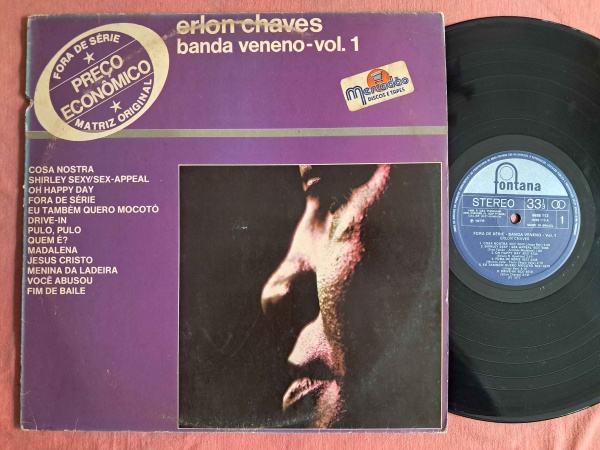 erlon chaves
banda veneno-vol. 1
FORA DE SÉRIE
PREÇO
ECONÔMICO
MATRIZ ORIGINAL
Mercadão
DISCOS E TAPES
COSA NOSTRA
SHIRLEY SEXY/SEX-APPEAL
OH HAPPY DAY
FORA DE SÉRIE
EU TAMBÉM QUERO MOCOTÓ
DRIVE-IN
PULO, PULO
QUEM É?
MADALENA
JESUS CRISTO
MENINA DA LADEIRA
VOCÊ ABUSOU
FIM DE BAILE
fontana
STEREO
33⅓
1
FORA DE SÉRIE - BANDA VENENO - Vol. 1
ERLON CHAVES